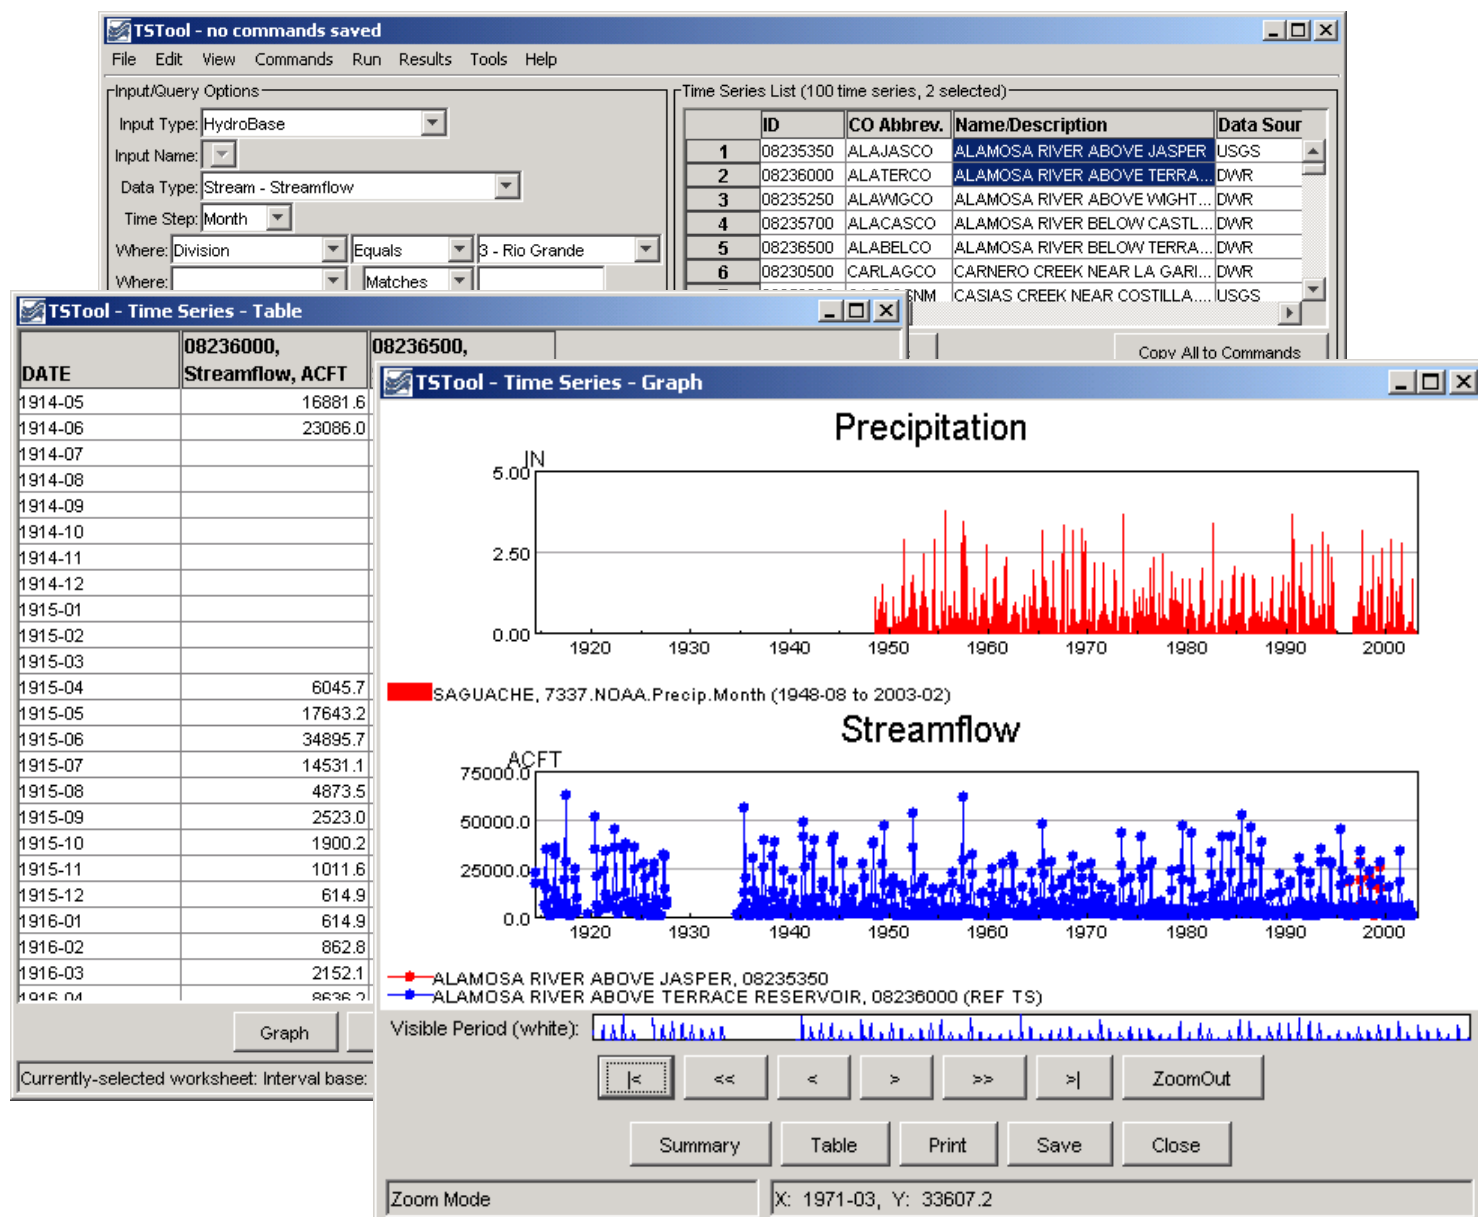 TSTool - no commands saved
File Edit View Commands Run Results Tools Help
Input/Query Options
Input Type: HydroBase
Input Name:
Data Type: Stream - Streamflow
Time Step: Month
Where: Division Equals 3 - Rio Grande
Where: Matches
Time Series List (100 time series, 2 selected)
ID CO Abbrev. Name/Description Data Sour
1 08235350 ALAJASCO ALAMOSA RIVER ABOVE JASPER USGS
2 08236000 ALATERCO ALAMOSA RIVER ABOVE TERRA... DWR
3 08235250 ALAWIGCO ALAMOSA RIVER ABOVE WIGHT... DWR
4 08235700 ALACASCO ALAMOSA RIVER BELOW CASTL... DWR
5 08236500 ALABELCO ALAMOSA RIVER BELOW TERRA... DWR
6 08230500 CARLAGCO CARNERO CREEK NEAR LA GARI... DWR
CASIAS CREEK NEAR COSTILLA.... USGS
Copy All to Commands
TSTool - Time Series - Table
DATE 08236000, Streamflow, ACFT 08236500,
1914-05 16881.6
1914-06 23086.0
1914-07
1914-08
1914-09
1914-10
1914-11
1914-12
1915-01
1915-02
1915-03
1915-04 6045.7
1915-05 17643.2
1915-06 34895.7
1915-07 14531.1
1915-08 4873.5
1915-09 2523.0
1915-10 1900.2
1915-11 1011.6
1915-12 614.9
1916-01 614.9
1916-02 862.8
1916-03 2152.1
1916-04 8636.2
Graph
Currently-selected worksheet: Interval base:
TSTool - Time Series - Graph
Precipitation
IN
5.00
2.50
0.00
1920 1930 1940 1950 1960 1970 1980 1990 2000
SAGUACHE, 7337.NOAA.Precip.Month (1948-08 to 2003-02)
Streamflow
ACFT
75000.0
50000.0
25000.0
0.0
1920 1930 1940 1950 1960 1970 1980 1990 2000
ALAMOSA RIVER ABOVE JASPER, 08235350
ALAMOSA RIVER ABOVE TERRACE RESERVOIR, 08236000 (REF TS)
Visible Period (white):
|< << < > >> >| ZoomOut
Summary Table Print Save Close
Zoom Mode X: 1971-03, Y: 33607.2